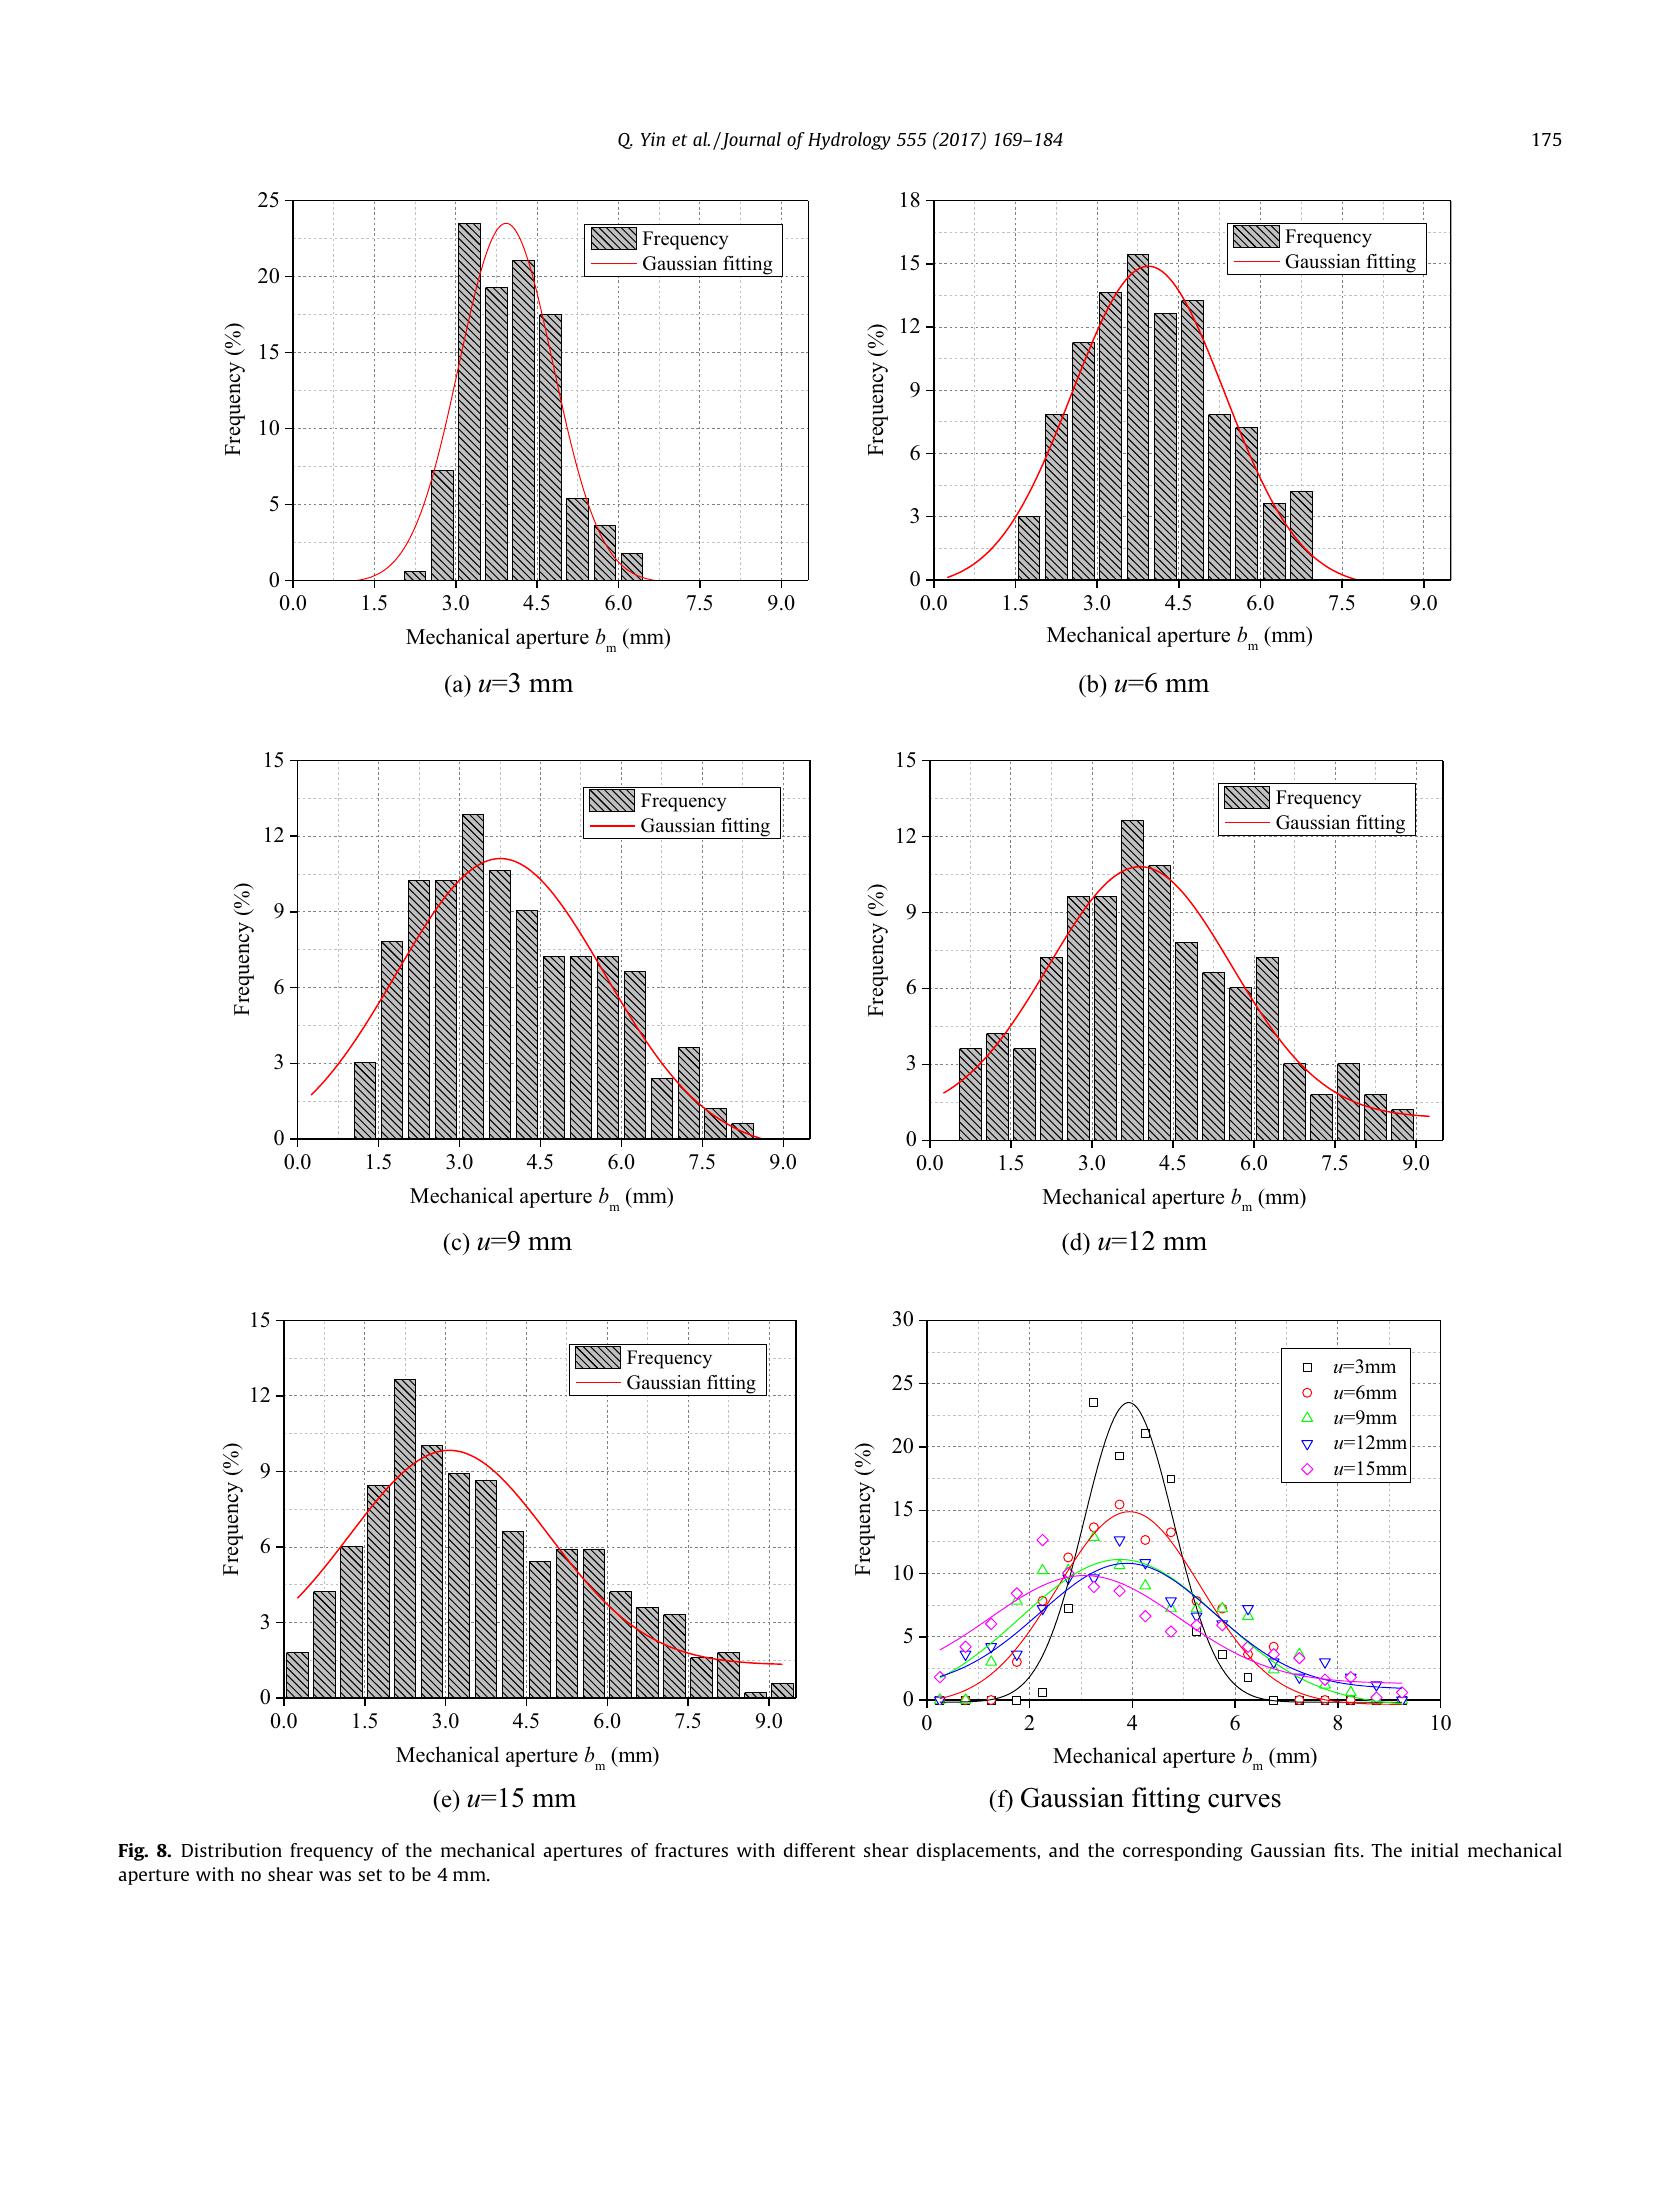 Q. Yin et al./Journal of Hydrology 555 (2017) 169–184
175
25
20
15
10
5
0
0.0 1.5 3.0 4.5 6.0 7.5 9.0
Frequency (%)
Mechanical aperture bm (mm)
Frequency
Gaussian fitting
(a) u=3 mm
18
15
12
9
6
3
0
0.0 1.5 3.0 4.5 6.0 7.5 9.0
Frequency (%)
Mechanical aperture bm (mm)
Frequency
Gaussian fitting
(b) u=6 mm
15
12
9
6
3
0
0.0 1.5 3.0 4.5 6.0 7.5 9.0
Frequency (%)
Mechanical aperture bm (mm)
Frequency
Gaussian fitting
(c) u=9 mm
15
12
9
6
3
0
0.0 1.5 3.0 4.5 6.0 7.5 9.0
Frequency (%)
Mechanical aperture bm (mm)
Frequency
Gaussian fitting
(d) u=12 mm
15
12
9
6
3
0
0.0 1.5 3.0 4.5 6.0 7.5 9.0
Frequency (%)
Mechanical aperture bm (mm)
Frequency
Gaussian fitting
(e) u=15 mm
30
25
20
15
10
5
0
0 2 4 6 8 10
Frequency (%)
Mechanical aperture bm (mm)
u=3mm
u=6mm
u=9mm
u=12mm
u=15mm
(f) Gaussian fitting curves
Fig. 8. Distribution frequency of the mechanical apertures of fractures with different shear displacements, and the corresponding Gaussian fits. The initial mechanical
aperture with no shear was set to be 4 mm.